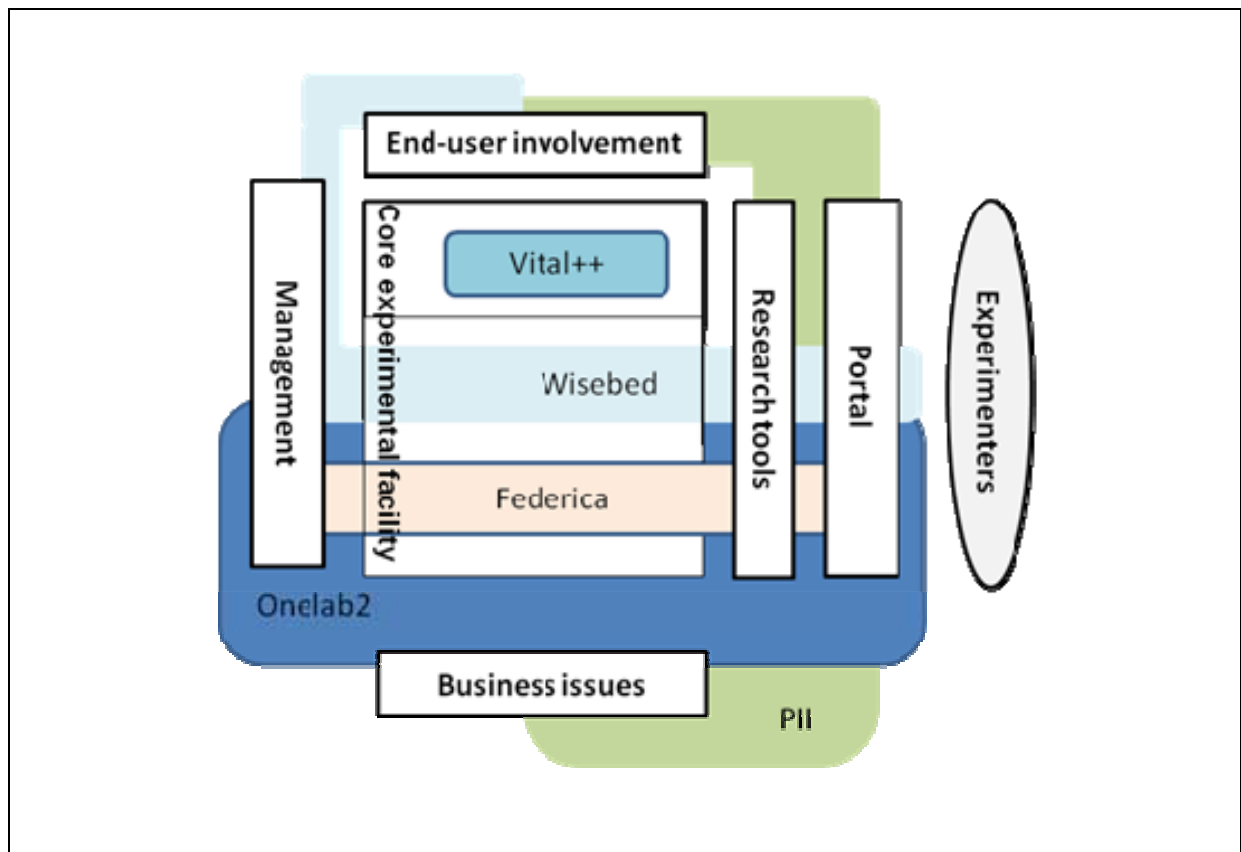 End-user involvement
Management
Core experimental facility
Vital++
Wisebed
Federica
Research tools
Portal
Experimenters
Onelab2
Business issues
PII